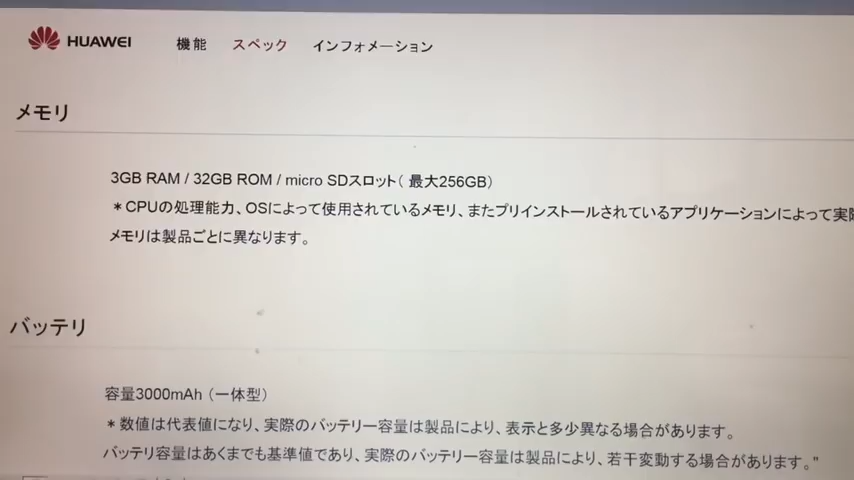 HUAWEI 機能 スペック インフォメーション
メモリ
3GB RAM / 32GB ROM / micro SDスロット( 最大256GB)
＊CPUの処理能力、OSによって使用されているメモリ、またプリインストールされているアプリケーションによって実際
メモリは製品ごとに異なります。
バッテリ
容量3000mAh（一体型）
＊数値は代表値になり、実際のバッテリー容量は製品により、表示と多少異なる場合があります。
バッテリ容量はあくまでも基準値であり、実際のバッテリー容量は製品により、若干変動する場合があります。"